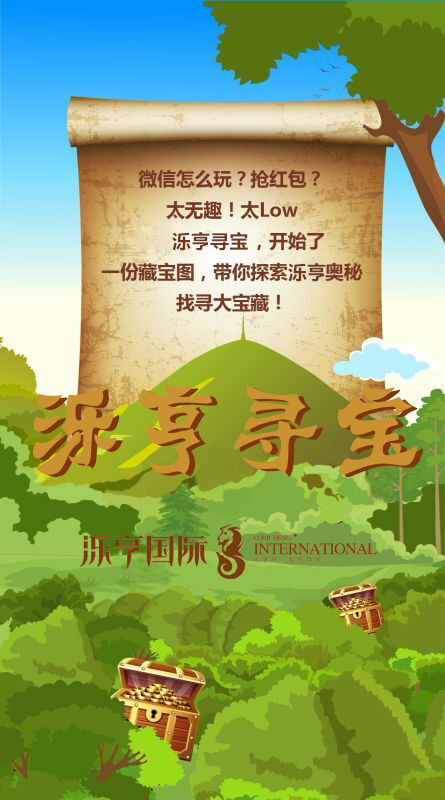 微信怎么玩？抢红包？
太无趣！太Low
泺亨寻宝，开始了
一份藏宝图，带你探索泺亨奥秘
找寻大宝藏！
泺亨寻宝
泺亨国际
INTERNATIONAL